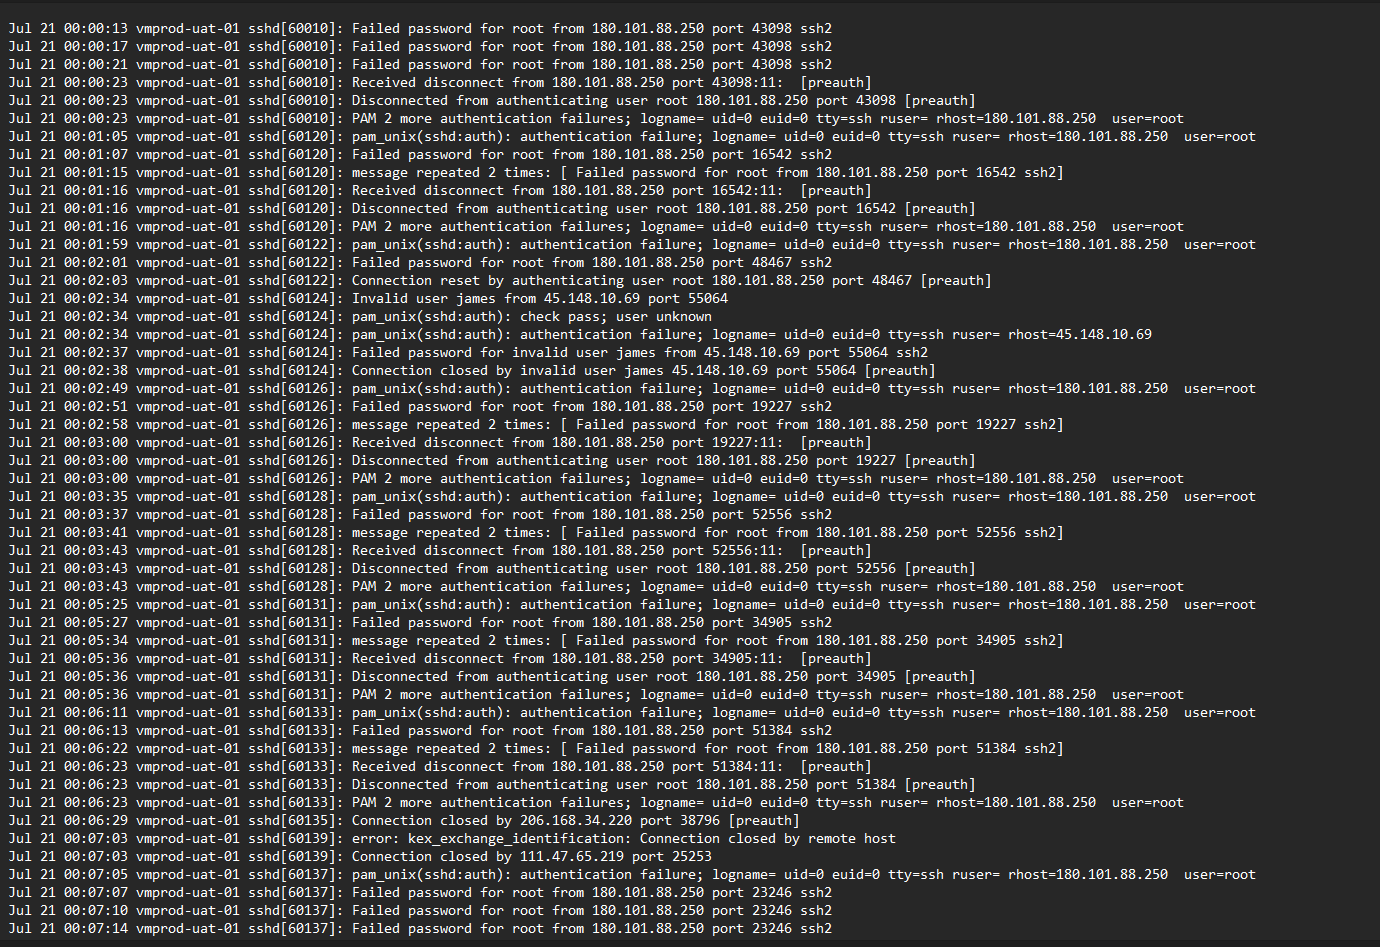 Jul 21 00:00:13 vmprod-uat-01 sshd[60010]: Failed password for root from 180.101.88.250 port 43098 ssh2
Jul 21 00:00:17 vmprod-uat-01 sshd[60010]: Failed password for root from 180.101.88.250 port 43098 ssh2
Jul 21 00:00:21 vmprod-uat-01 sshd[60010]: Failed password for root from 180.101.88.250 port 43098 ssh2
Jul 21 00:00:23 vmprod-uat-01 sshd[60010]: Received disconnect from 180.101.88.250 port 43098:11:  [preauth]
Jul 21 00:00:23 vmprod-uat-01 sshd[60010]: Disconnected from authenticating user root 180.101.88.250 port 43098 [preauth]
Jul 21 00:00:23 vmprod-uat-01 sshd[60010]: PAM 2 more authentication failures; logname= uid=0 euid=0 tty=ssh ruser= rhost=180.101.88.250  user=root
Jul 21 00:01:05 vmprod-uat-01 sshd[60120]: pam_unix(sshd:auth): authentication failure; logname= uid=0 euid=0 tty=ssh ruser= rhost=180.101.88.250  user=root
Jul 21 00:01:07 vmprod-uat-01 sshd[60120]: Failed password for root from 180.101.88.250 port 16542 ssh2
Jul 21 00:01:15 vmprod-uat-01 sshd[60120]: message repeated 2 times: [ Failed password for root from 180.101.88.250 port 16542 ssh2]
Jul 21 00:01:16 vmprod-uat-01 sshd[60120]: Received disconnect from 180.101.88.250 port 16542:11:  [preauth]
Jul 21 00:01:16 vmprod-uat-01 sshd[60120]: Disconnected from authenticating user root 180.101.88.250 port 16542 [preauth]
Jul 21 00:01:16 vmprod-uat-01 sshd[60120]: PAM 2 more authentication failures; logname= uid=0 euid=0 tty=ssh ruser= rhost=180.101.88.250  user=root
Jul 21 00:01:59 vmprod-uat-01 sshd[60122]: pam_unix(sshd:auth): authentication failure; logname= uid=0 euid=0 tty=ssh ruser= rhost=180.101.88.250  user=root
Jul 21 00:02:01 vmprod-uat-01 sshd[60122]: Failed password for root from 180.101.88.250 port 48467 ssh2
Jul 21 00:02:03 vmprod-uat-01 sshd[60122]: Connection reset by authenticating user root 180.101.88.250 port 48467 [preauth]
Jul 21 00:02:34 vmprod-uat-01 sshd[60124]: Invalid user james from 45.148.10.69 port 55064
Jul 21 00:02:34 vmprod-uat-01 sshd[60124]: pam_unix(sshd:auth): check pass; user unknown
Jul 21 00:02:34 vmprod-uat-01 sshd[60124]: pam_unix(sshd:auth): authentication failure; logname= uid=0 euid=0 tty=ssh ruser= rhost=45.148.10.69
Jul 21 00:02:37 vmprod-uat-01 sshd[60124]: Failed password for invalid user james from 45.148.10.69 port 55064 ssh2
Jul 21 00:02:38 vmprod-uat-01 sshd[60124]: Connection closed by invalid user james 45.148.10.69 port 55064 [preauth]
Jul 21 00:02:49 vmprod-uat-01 sshd[60126]: pam_unix(sshd:auth): authentication failure; logname= uid=0 euid=0 tty=ssh ruser= rhost=180.101.88.250  user=root
Jul 21 00:02:51 vmprod-uat-01 sshd[60126]: Failed password for root from 180.101.88.250 port 19227 ssh2
Jul 21 00:02:58 vmprod-uat-01 sshd[60126]: message repeated 2 times: [ Failed password for root from 180.101.88.250 port 19227 ssh2]
Jul 21 00:03:00 vmprod-uat-01 sshd[60126]: Received disconnect from 180.101.88.250 port 19227:11:  [preauth]
Jul 21 00:03:00 vmprod-uat-01 sshd[60126]: Disconnected from authenticating user root 180.101.88.250 port 19227 [preauth]
Jul 21 00:03:00 vmprod-uat-01 sshd[60126]: PAM 2 more authentication failures; logname= uid=0 euid=0 tty=ssh ruser= rhost=180.101.88.250  user=root
Jul 21 00:03:35 vmprod-uat-01 sshd[60128]: pam_unix(sshd:auth): authentication failure; logname= uid=0 euid=0 tty=ssh ruser= rhost=180.101.88.250  user=root
Jul 21 00:03:37 vmprod-uat-01 sshd[60128]: Failed password for root from 180.101.88.250 port 52556 ssh2
Jul 21 00:03:41 vmprod-uat-01 sshd[60128]: message repeated 2 times: [ Failed password for root from 180.101.88.250 port 52556 ssh2]
Jul 21 00:03:43 vmprod-uat-01 sshd[60128]: Received disconnect from 180.101.88.250 port 52556:11:  [preauth]
Jul 21 00:03:43 vmprod-uat-01 sshd[60128]: Disconnected from authenticating user root 180.101.88.250 port 52556 [preauth]
Jul 21 00:03:43 vmprod-uat-01 sshd[60128]: PAM 2 more authentication failures; logname= uid=0 euid=0 tty=ssh ruser= rhost=180.101.88.250  user=root
Jul 21 00:05:25 vmprod-uat-01 sshd[60131]: pam_unix(sshd:auth): authentication failure; logname= uid=0 euid=0 tty=ssh ruser= rhost=180.101.88.250  user=root
Jul 21 00:05:27 vmprod-uat-01 sshd[60131]: Failed password for root from 180.101.88.250 port 34905 ssh2
Jul 21 00:05:34 vmprod-uat-01 sshd[60131]: message repeated 2 times: [ Failed password for root from 180.101.88.250 port 34905 ssh2]
Jul 21 00:05:36 vmprod-uat-01 sshd[60131]: Received disconnect from 180.101.88.250 port 34905:11:  [preauth]
Jul 21 00:05:36 vmprod-uat-01 sshd[60131]: Disconnected from authenticating user root 180.101.88.250 port 34905 [preauth]
Jul 21 00:05:36 vmprod-uat-01 sshd[60131]: PAM 2 more authentication failures; logname= uid=0 euid=0 tty=ssh ruser= rhost=180.101.88.250  user=root
Jul 21 00:06:11 vmprod-uat-01 sshd[60133]: pam_unix(sshd:auth): authentication failure; logname= uid=0 euid=0 tty=ssh ruser= rhost=180.101.88.250  user=root
Jul 21 00:06:13 vmprod-uat-01 sshd[60133]: Failed password for root from 180.101.88.250 port 51384 ssh2
Jul 21 00:06:22 vmprod-uat-01 sshd[60133]: message repeated 2 times: [ Failed password for root from 180.101.88.250 port 51384 ssh2]
Jul 21 00:06:23 vmprod-uat-01 sshd[60133]: Received disconnect from 180.101.88.250 port 51384:11:  [preauth]
Jul 21 00:06:23 vmprod-uat-01 sshd[60133]: Disconnected from authenticating user root 180.101.88.250 port 51384 [preauth]
Jul 21 00:06:23 vmprod-uat-01 sshd[60133]: PAM 2 more authentication failures; logname= uid=0 euid=0 tty=ssh ruser= rhost=180.101.88.250  user=root
Jul 21 00:06:29 vmprod-uat-01 sshd[60135]: Connection closed by 206.168.34.220 port 38796 [preauth]
Jul 21 00:07:03 vmprod-uat-01 sshd[60139]: error: kex_exchange_identification: Connection closed by remote host
Jul 21 00:07:03 vmprod-uat-01 sshd[60139]: Connection closed by 111.47.65.219 port 25253
Jul 21 00:07:05 vmprod-uat-01 sshd[60137]: pam_unix(sshd:auth): authentication failure; logname= uid=0 euid=0 tty=ssh ruser= rhost=180.101.88.250  user=root
Jul 21 00:07:07 vmprod-uat-01 sshd[60137]: Failed password for root from 180.101.88.250 port 23246 ssh2
Jul 21 00:07:10 vmprod-uat-01 sshd[60137]: Failed password for root from 180.101.88.250 port 23246 ssh2
Jul 21 00:07:14 vmprod-uat-01 sshd[60137]: Failed password for root from 180.101.88.250 port 23246 ssh2